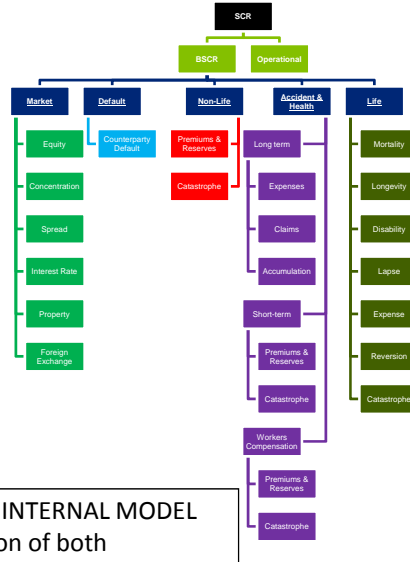 SCR
BSCR
Operational
Market
Default
Non-Life
Accident &
Health
Life
Equity
Concentration
Spread
Interest Rate
Property
Foreign
Exchange
Counterparty
Default
Premiums &
Reserves
Catastrophe
Long term
Expenses
Claims
Accumulation
Short-term
Premiums &
Reserves
Catastrophe
Workers
Compensation
Premiums &
Reserves
Catastrophe
Mortality
Longevity
Disability
Lapse
Expense
Reversion
Catastrophe
INTERNAL MODEL
on of both